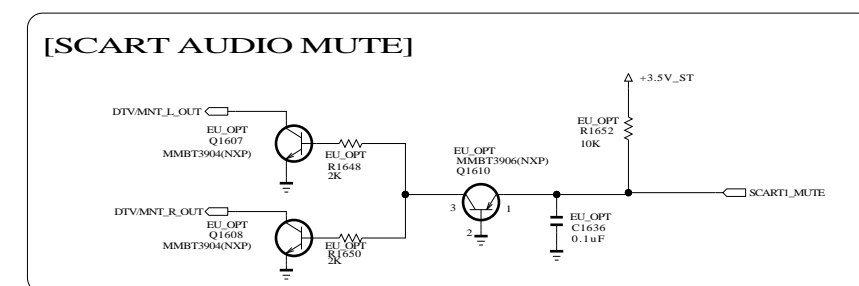 [SCART AUDIO MUTE]
+3.5V_ST
DTV/MNT_L_OUT
EU_OPT
Q1607
MMBT3904(NXP)
EU_OPT
R1648
2K
EU_OPT
MMBT3906(NXP)
Q1610
3
1
2
EU_OPT
R1652
10K
SCART1_MUTE
EU_OPT
C1636
0.1uF
DTV/MNT_R_OUT
EU_OPT
Q1608
MMBT3904(NXP)
EU_OPT
R1650
2K